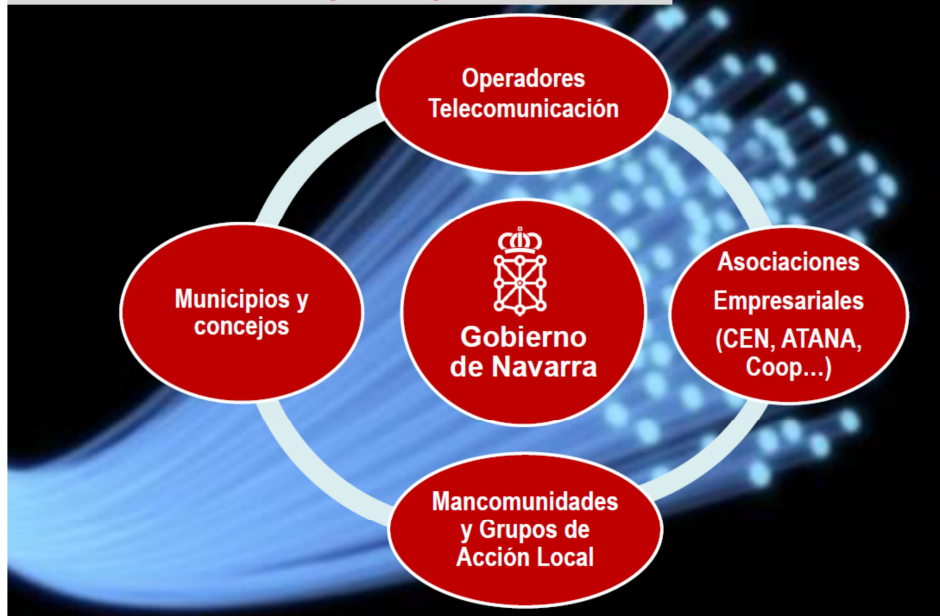 Operadores
Telecomunicación
Municipios y
concejos
Gobierno
de Navarra
Asociaciones
Empresariales
(CEN, ATANA,
Coop...)
Mancomunidades
y Grupos de
Acción Local